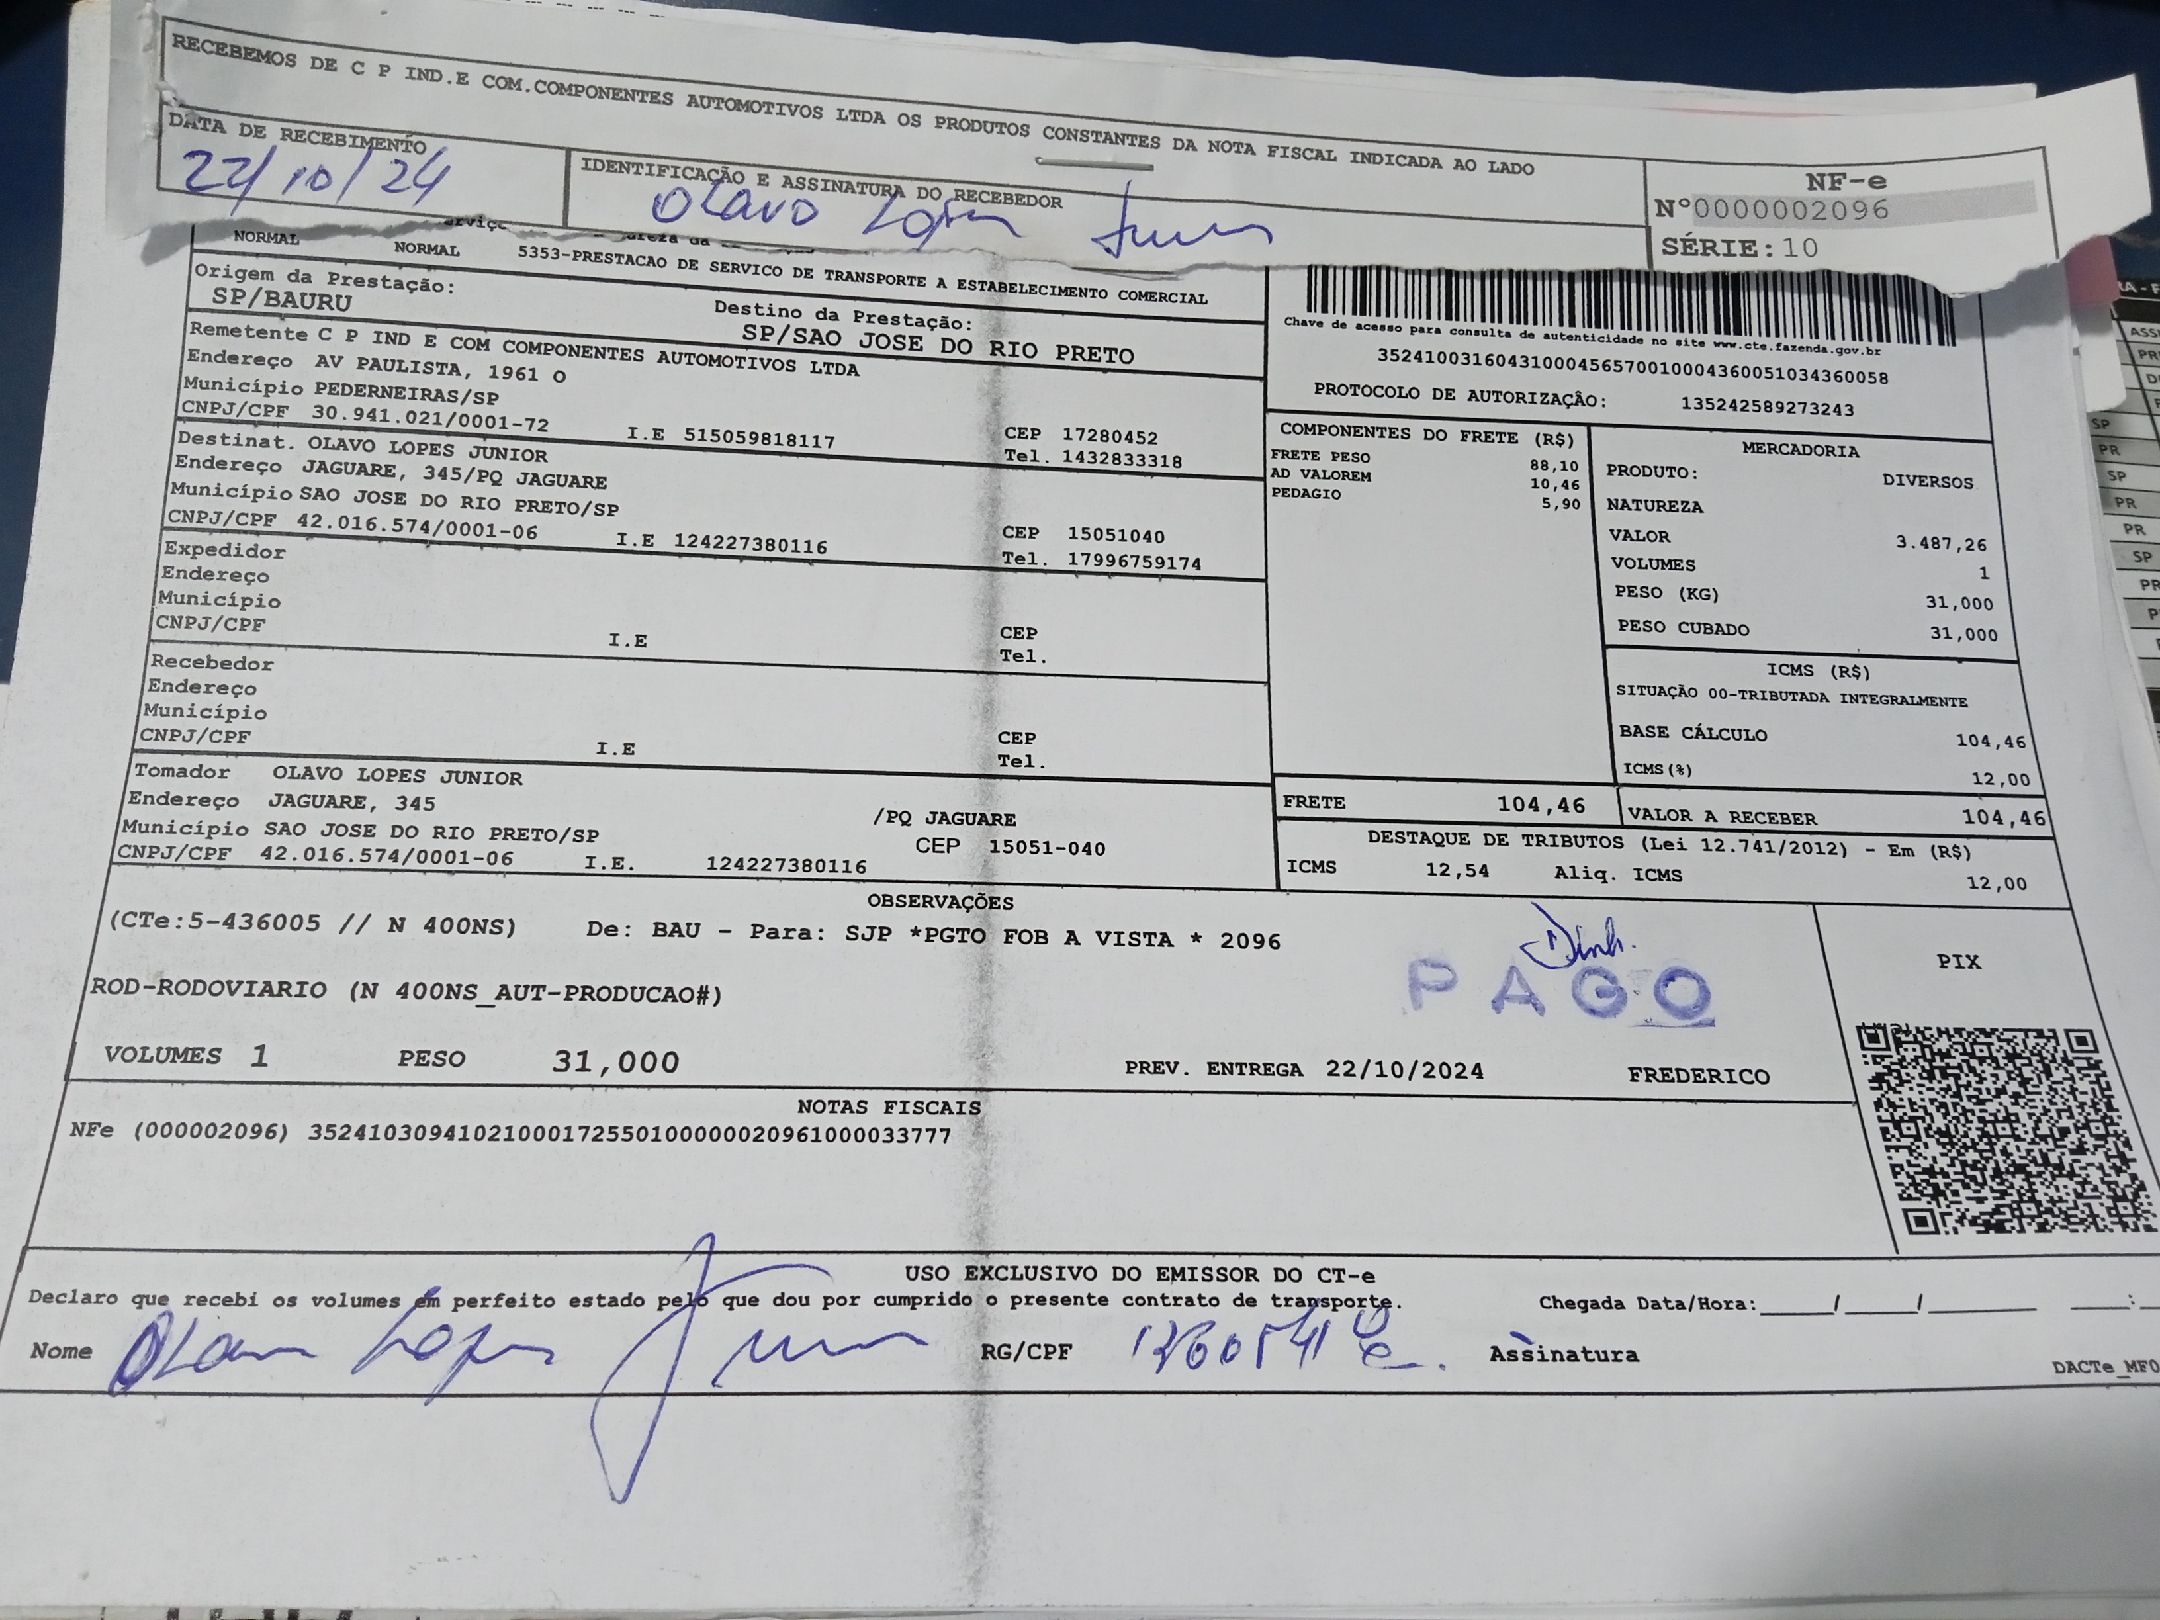 RECEBEMOS DE C P IND.E COM.COMPONENTES AUTOMOTIVOS LTDA OS PRODUTOS CONSTANTES DA NOTA FISCAL INDICADA AO LADO
DATA DE RECEBIMENTO
22/10/24
IDENTIFICAÇÃO E ASSINATURA DO RECEBEDOR
Olavo Lopes
NF-e
Nº0000002096
SÉRIE:10
NORMAL
NORMAL
5353-PRESTACAO DE SERVICO DE TRANSPORTE A ESTABELECIMENTO COMERCIAL
Origem da Prestação:
SP/BAURU
Destino da Prestação:
SP/SAO JOSE DO RIO PRETO
Remetente C P IND E COM COMPONENTES AUTOMOTIVOS LTDA
Endereço AV PAULISTA, 1961 O
Município PEDERNEIRAS/SP
CNPJ/CPF 30.941.021/0001-72 I.E 515059818117
CEP 17280452
Tel. 1432833318
Destinat. OLAVO LOPES JUNIOR
Endereço JAGUARE, 345/PQ JAGUARE
Município SAO JOSE DO RIO PRETO/SP
CNPJ/CPF 42.016.574/0001-06 I.E 124227380116
CEP 15051040
Tel. 17996759174
Expedidor
Endereço
Município
CNPJ/CPF I.E
CEP
Tel.
Recebedor
Endereço
Município
CNPJ/CPF I.E
CEP
Tel.
Tomador OLAVO LOPES JUNIOR
Endereço JAGUARE, 345 /PQ JAGUARE
Município SAO JOSE DO RIO PRETO/SP CEP 15051-040
CNPJ/CPF 42.016.574/0001-06 I.E. 124227380116
Chave de acesso para consulta de autenticidade no site www.cte.fazenda.gov.br
35241003160431000456570010004360051034360058
PROTOCOLO DE AUTORIZAÇÃO: 135242589273243
COMPONENTES DO FRETE (R$)
FRETE PESO 88,10
AD VALOREM 10,46
PEDAGIO 5,90
MERCADORIA
PRODUTO: DIVERSOS
NATUREZA
VALOR 3.487,26
VOLUMES 1
PESO (KG) 31,000
PESO CUBADO 31,000
ICMS (R$)
SITUAÇÃO 00-TRIBUTADA INTEGRALMENTE
BASE CÁLCULO 104,46
ICMS(%) 12,00
FRETE 104,46
VALOR A RECEBER 104,46
DESTAQUE DE TRIBUTOS (Lei 12.741/2012) - Em (R$)
ICMS 12,54 Aliq. ICMS 12,00
OBSERVAÇÕES
(CTe:5-436005 // N 400NS) De: BAU - Para: SJP *PGTO FOB A VISTA * 2096
Dinh.
PAGO
PIX
ROD-RODOVIARIO (N 400NS_AUT-PRODUCAO#)
VOLUMES 1 PESO 31,000
PREV. ENTREGA 22/10/2024 FREDERICO
NOTAS FISCAIS
NFe (000002096) 35241030941021000172550100000020961000033777
USO EXCLUSIVO DO EMISSOR DO CT-e
Declaro que recebi os volumes em perfeito estado pelo que dou por cumprido o presente contrato de transporte.
Chegada Data/Hora:_____/_____/________ :
Nome Olavo Lopes
RG/CPF
Assinatura
DACTe_MF0